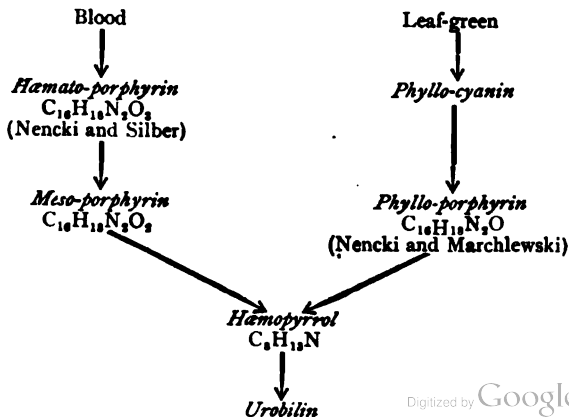 Blood
Hæmato-porphyrin
C₁₆H₁₈N₂O₃
(Nencki and Silber)
Meso-porphyrin
C₁₆H₁₈N₂O₂
Leaf-green
Phyllo-cyanin
Phyllo-porphyrin
C₁₆H₁₈N₂O
(Nencki and Marchlewski)
Hæmopyrrol
C₈H₁₃N
Urobilin
Digitized by Google